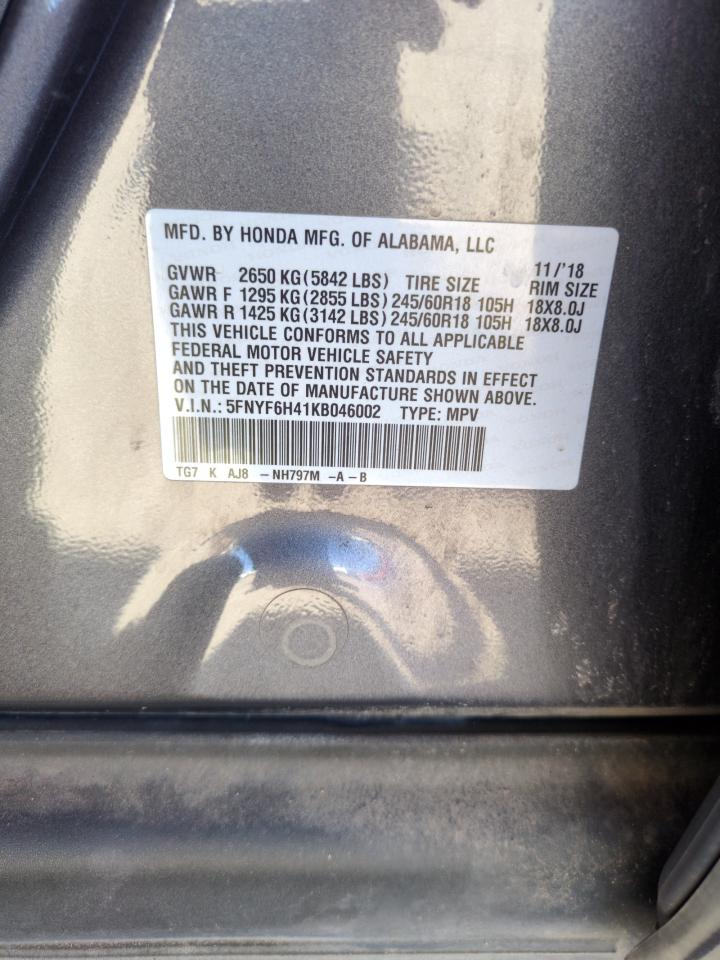 MFD. BY HONDA MFG. OF ALABAMA, LLC
11/'18
GVWR 2650 KG(5842 LBS) TIRE SIZE RIM SIZE
GAWR F 1295 KG(2855 LBS) 245/60R18 105H 18X8.0J
GAWR R 1425 KG(3142 LBS) 245/60R18 105H 18X8.0J
THIS VEHICLE CONFORMS TO ALL APPLICABLE
FEDERAL MOTOR VEHICLE SAFETY
AND THEFT PREVENTION STANDARDS IN EFFECT
ON THE DATE OF MANUFACTURE SHOWN ABOVE.
V.I.N.: 5FNYF6H41KB046002 TYPE: MPV
TG7 K AJ8 -NH797M -A-B